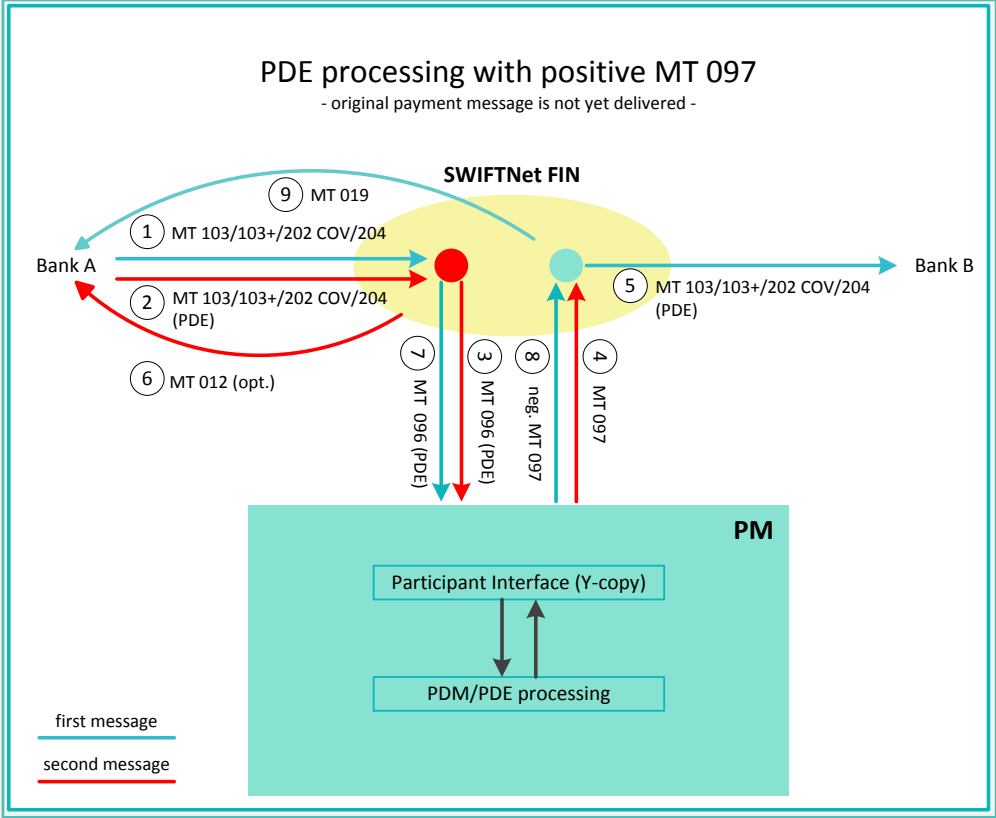 PDE processing with positive MT 097
- original payment message is not yet delivered -
SWIFTNet FIN
9 MT 019
1 MT 103/103+/202 COV/204
Bank A
Bank B
2 MT 103/103+/202 COV/204
(PDE)
5 MT 103/103+/202 COV/204
(PDE)
6 MT 012 (opt.)
7 MT 096 (PDE)
3 MT 096 (PDE)
8 neg. MT 097
4 MT 097
PM
Participant Interface (Y-copy)
PDM/PDE processing
first message
second message